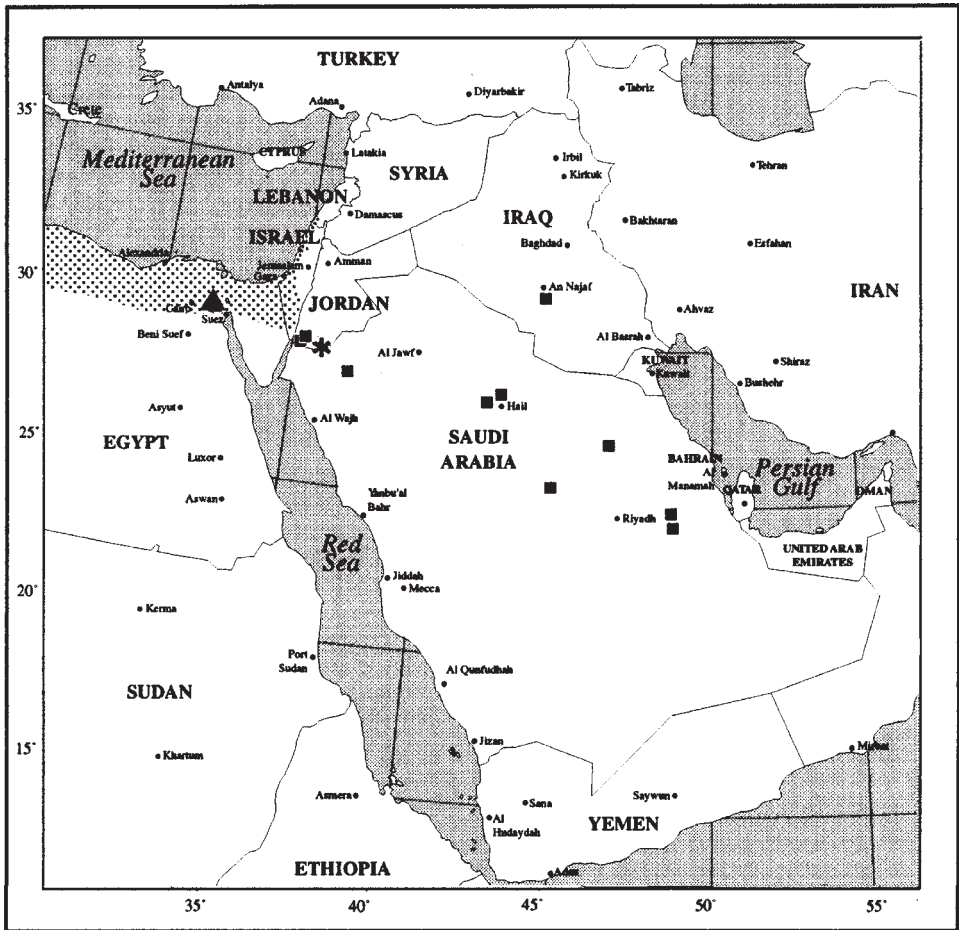 TURKEY
Antalya
Adana
Diyarbakir
Tabriz
35°
Crete
CYPRUS
Latakia
Irbil
Tehran
Mediterranean
Sea
SYRIA
Kirkuk
LEBANON
Damascus
IRAQ
Bakhtaran
ISRAEL
Baghdad
Esfahan
Alexandria
Jerusalem
Amman
30°
Gaza
An Najaf
IRAN
JORDAN
Cairo
Suez
Ahvaz
Beni Suef
Al Basrah
Al Jawf
KUWAIT
Kuwait
Shiraz
Bushehr
Asyut
Hail
Al Wajh
25°
EGYPT
SAUDI
ARABIA
Luxor
BAHRAIN
Al
Manamah
Persian
Gulf
QATAR
OMAN
Aswan
Yanbu'al
Bahr
Riyadh
Red
Sea
UNITED ARAB
EMIRATES
Jiddah
Mecca
20°
Kerma
Port
Sudan
Al Qunfudhah
SUDAN
Jizan
15°
Khartum
Mirbat
Asmera
Sana
Saywun
Al
Hudaydah
YEMEN
ETHIOPIA
Adan
35°
40°
45°
50°
55°